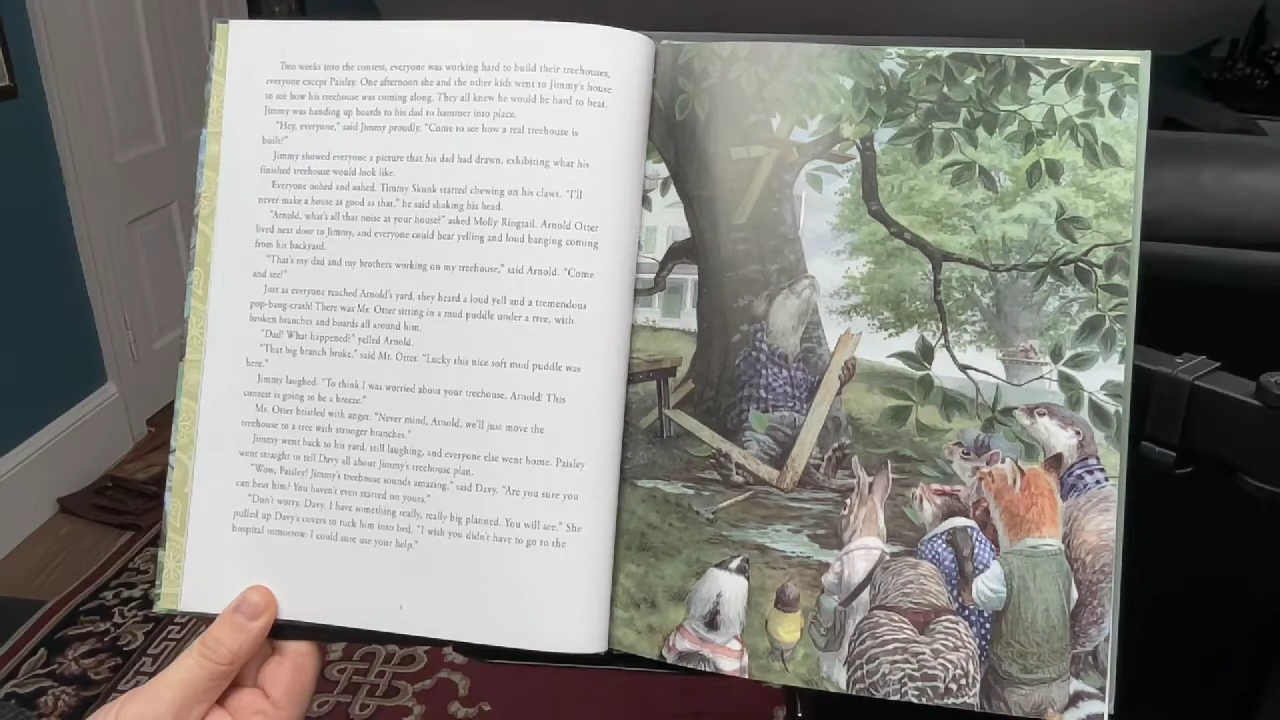 Two weeks into the contest, everyone was working hard to build their treehouses,
everyone except Paisley. One afternoon she and the other kids went to Jimmy's house
to see how his treehouse was coming along. They all knew he would be hard to beat.
Jimmy was handing up boards to his dad to hammer into place.
"Hey, everyone," said Jimmy proudly. "Come to see how a real treehouse is
built?"
Jimmy showed everyone a picture that his dad had drawn, exhibiting what his
finished treehouse would look like.
Everyone oohed and aahed. Timmy Skunk started chewing on his claws. "I'll
never make a house as good as that," he said shaking his head.
"Arnold, what's all that noise at your house?" asked Molly Ringtail. Arnold Otter
lived next door to Jimmy, and everyone could hear yelling and loud banging coming
from his backyard.
"That's my dad and my brothers working on my treehouse," said Arnold. "Come
and see!"
Just as everyone reached Arnold's yard, they heard a loud yell and a tremendous
pop-bang-crash! There was Mr. Otter sitting in a mud puddle under a tree, with
broken branches and boards all around him.
"Dad! What happened?" yelled Arnold.
"That big branch broke," said Mr. Otter. "Lucky this nice soft mud puddle was
here."
Jimmy laughed. "To think I was worried about your treehouse, Arnold! This
contest is going to be a breeze."
Mr. Otter bristled with anger. "Never mind, Arnold, we'll just move the
treehouse to a tree with stronger branches."
Jimmy went back to his yard, still laughing, and everyone else went home. Paisley
went straight to tell Davy all about Jimmy's treehouse plan.
"Wow, Paisley! Jimmy's treehouse sounds amazing," said Davy. "Are you sure you
can beat him? You haven't even started on yours."
"Don't worry, Davy. I have something really, really big planned. You will see." She
pulled up Davy's covers to tuck him into bed. "I wish you didn't have to go to the
hospital tomorrow. I could sure use your help."